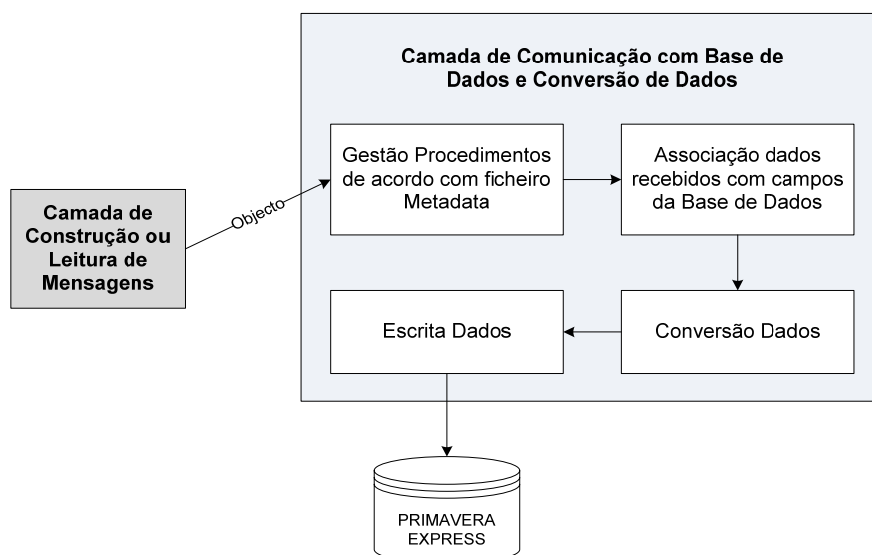 Camada de Comunicação com Base de
Dados e Conversão de Dados
Gestão Procedimentos
de acordo com ficheiro
Metadata
Associação dados
recebidos com campos
da Base de Dados
Camada de
Construção ou
Leitura de
Mensagens
Objecto
Escrita Dados
Conversão Dados
PRIMAVERA
EXPRESS